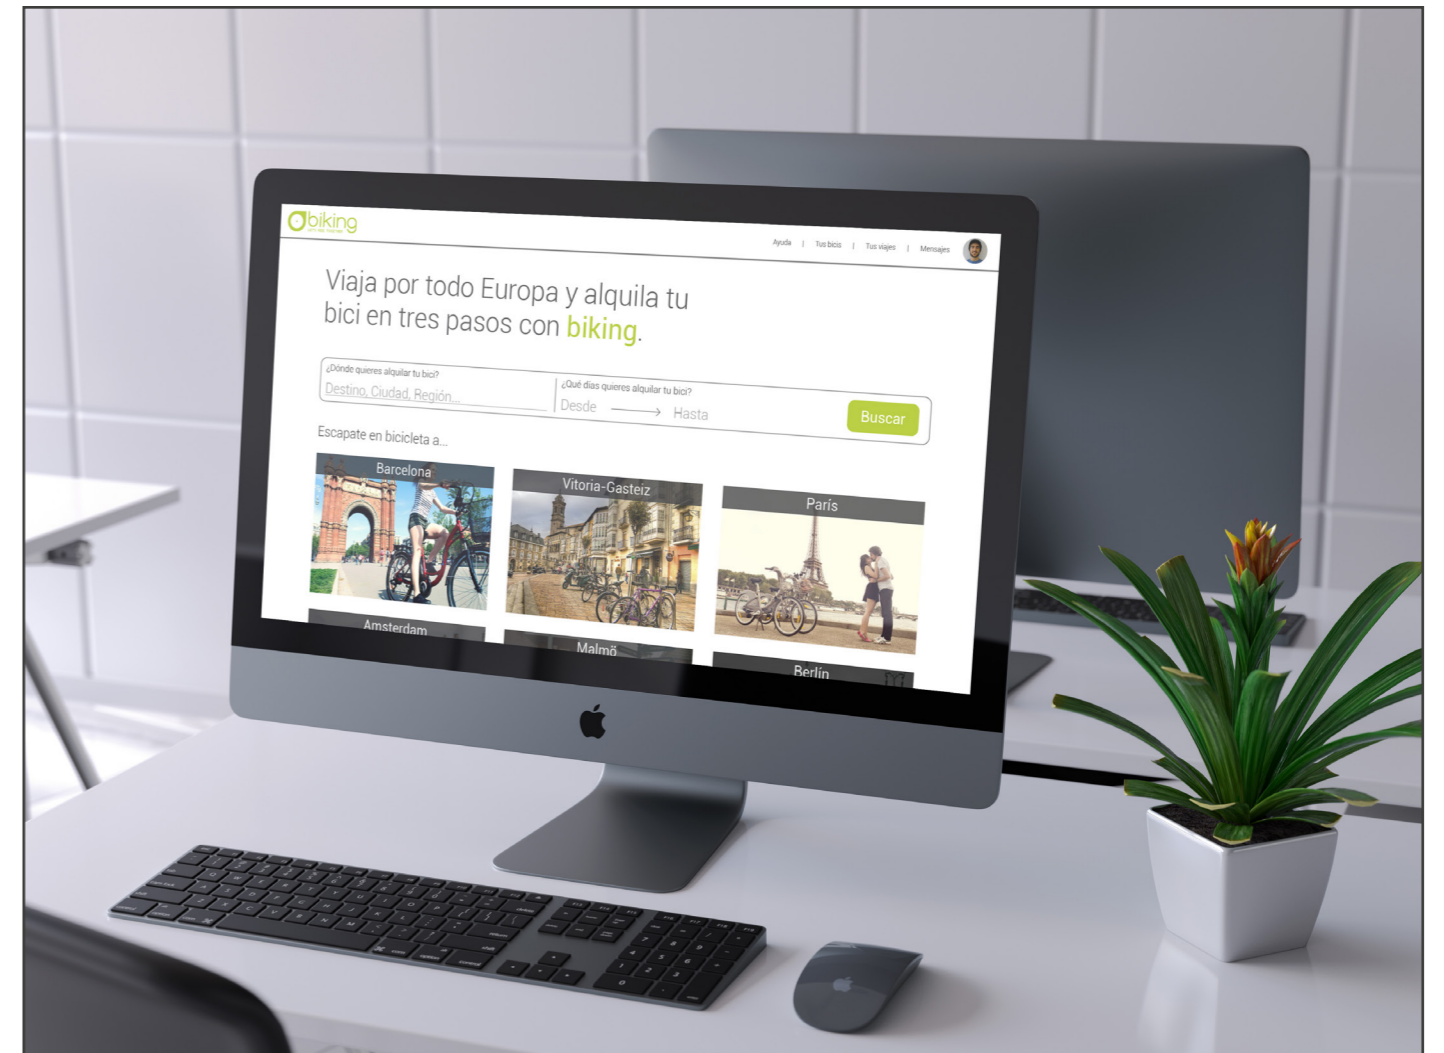 biking
Ayuda | Tus bicis | Tus viajes | Mensajes
Viaja por todo Europa y alquila tu
bici en tres pasos con biking.
¿Dónde quieres alquilar tu bici?
Destino, Ciudad, Región...
¿Qué días quieres alquilar tu bici?
Desde → Hasta
Buscar
Escapate en bicicleta a...
Barcelona
Vitoria-Gasteiz
París
Amsterdam
Malmö
Berlín